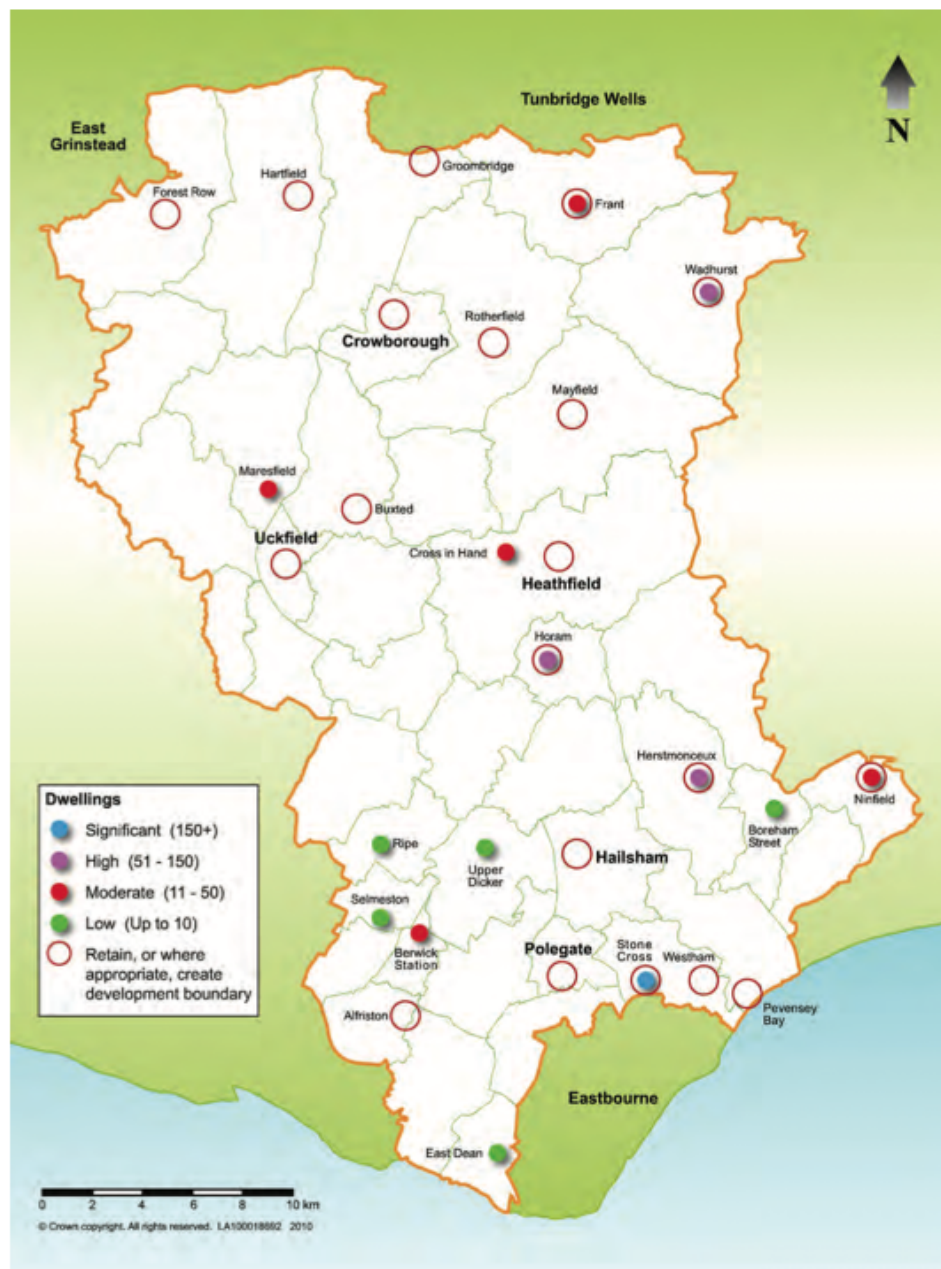 Tunbridge Wells
N
East
Grinstead
Groombridge
Hartfield
Forest Row
Frant
Wadhurst
Crowborough
Rotherfield
Mayfield
Maresfield
Buxted
Uckfield
Cross in Hand
Heathfield
Horam
Herstmonceux
Ninfield
Boreham
Street
Dwellings
Significant (150+)
High (51 - 150)
Moderate (11 - 50)
Low (Up to 10)
Retain, or where
appropriate, create
development boundary
Ripe
Upper
Dicker
Hailsham
Selmeston
Berwick
Station
Polegate
Stone
Cross
Westham
Pevensey
Bay
Alfriston
Eastbourne
East Dean
0 2 4 6 8 10 km
© Crown copyright. All rights reserved. LA100018692 2010